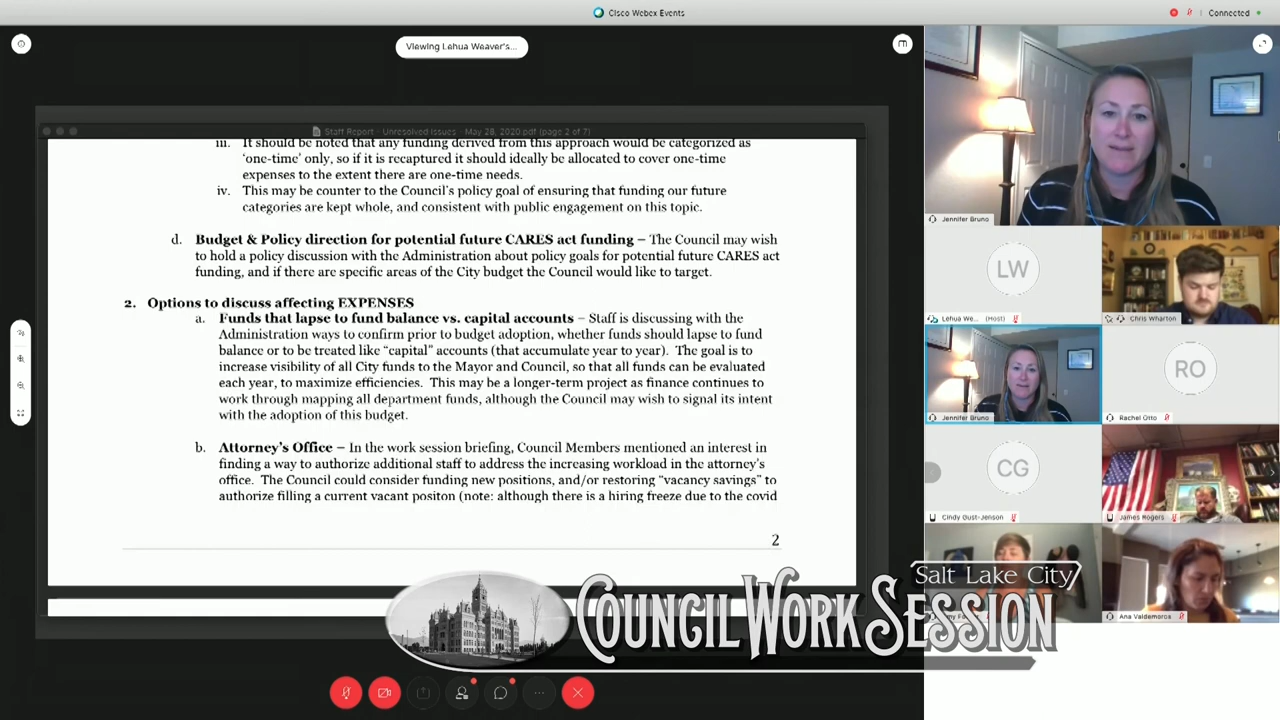 Cisco Webex Events
Connected
Viewing Lehua Weaver's...
Staff Report - Unresolved Issues - May 28, 2020.pdf (page 2 of 7)
iii. It should be noted that any funding derived from this approach would be categorized as
'one-time' only, so if it is recaptured it should ideally be allocated to cover one-time
expenses to the extent there are one-time needs.
iv. This may be counter to the Council's policy goal of ensuring that funding our future
categories are kept whole, and consistent with public engagement on this topic.
d. Budget & Policy direction for potential future CARES act funding – The Council may wish
to hold a policy discussion with the Administration about policy goals for potential future CARES act
funding, and if there are specific areas of the City budget the Council would like to target.
2. Options to discuss affecting EXPENSES
a. Funds that lapse to fund balance vs. capital accounts – Staff is discussing with the
Administration ways to confirm prior to budget adoption, whether funds should lapse to fund
balance or to be treated like "capital" accounts (that accumulate year to year). The goal is to
increase visibility of all City funds to the Mayor and Council, so that all funds can be evaluated
each year, to maximize efficiencies. This may be a longer-term project as finance continues to
work through mapping all department funds, although the Council may wish to signal its intent
with the adoption of this budget.
b. Attorney's Office – In the work session briefing, Council Members mentioned an interest in
finding a way to authorize additional staff to address the increasing workload in the attorney's
office. The Council could consider funding new positions, and/or restoring "vacancy savings" to
authorize filling a current vacant positon (note: although there is a hiring freeze due to the covid
2
Jennifer Bruno
LW
Lehua We... (Host)
Chris Wharton
Jennifer Bruno
RO
Rachel Otto
CG
Cindy Gust-Jenson
James Rogers
Ana Valdemoros
Salt Lake City
COUNCIL WORK SESSION